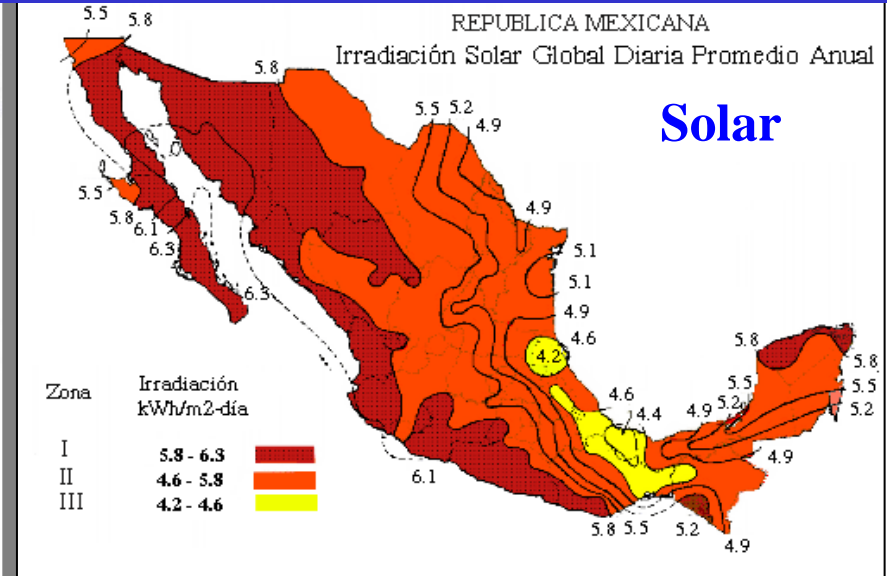 REPUBLICA MEXICANA
Irradiación Solar Global Diaria Promedio Anual
Solar
5.5
5.8
5.8
5.5
5.2
4.9
5.5
5.8
6.1
6.3
6.3
4.9
5.1
5.1
4.9
4.6
4.2
4.6
4.4
4.9
5.2
5.5
5.8
5.8
5.5
5.2
4.9
6.1
5.8
5.5
5.2
4.9
Zona
Irradiación
kWh/m2-día
I
5.8 - 6.3
II
4.6 - 5.8
III
4.2 - 4.6